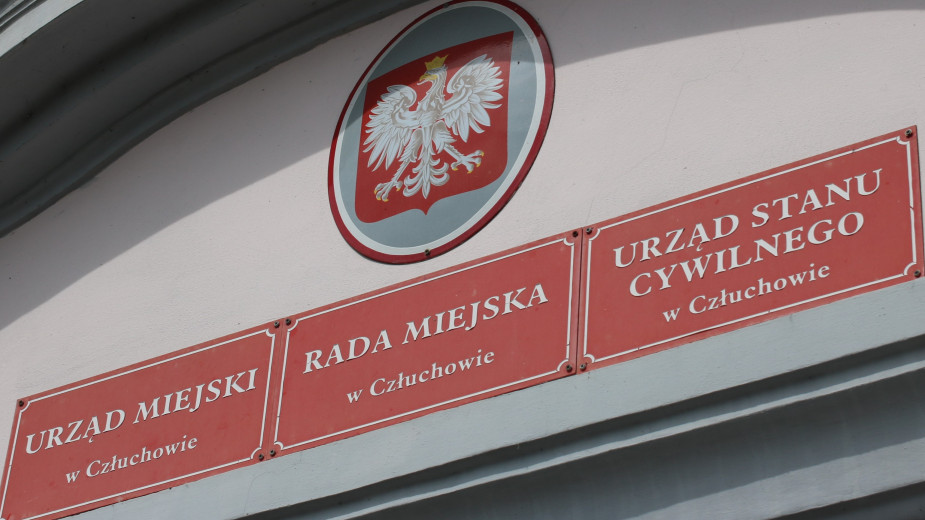 URZĄD MIEJSKI
w Człuchowie
RADA MIEJSKA
w Człuchowie
URZĄD STANU
CYWILNEGO
w Człuchowie